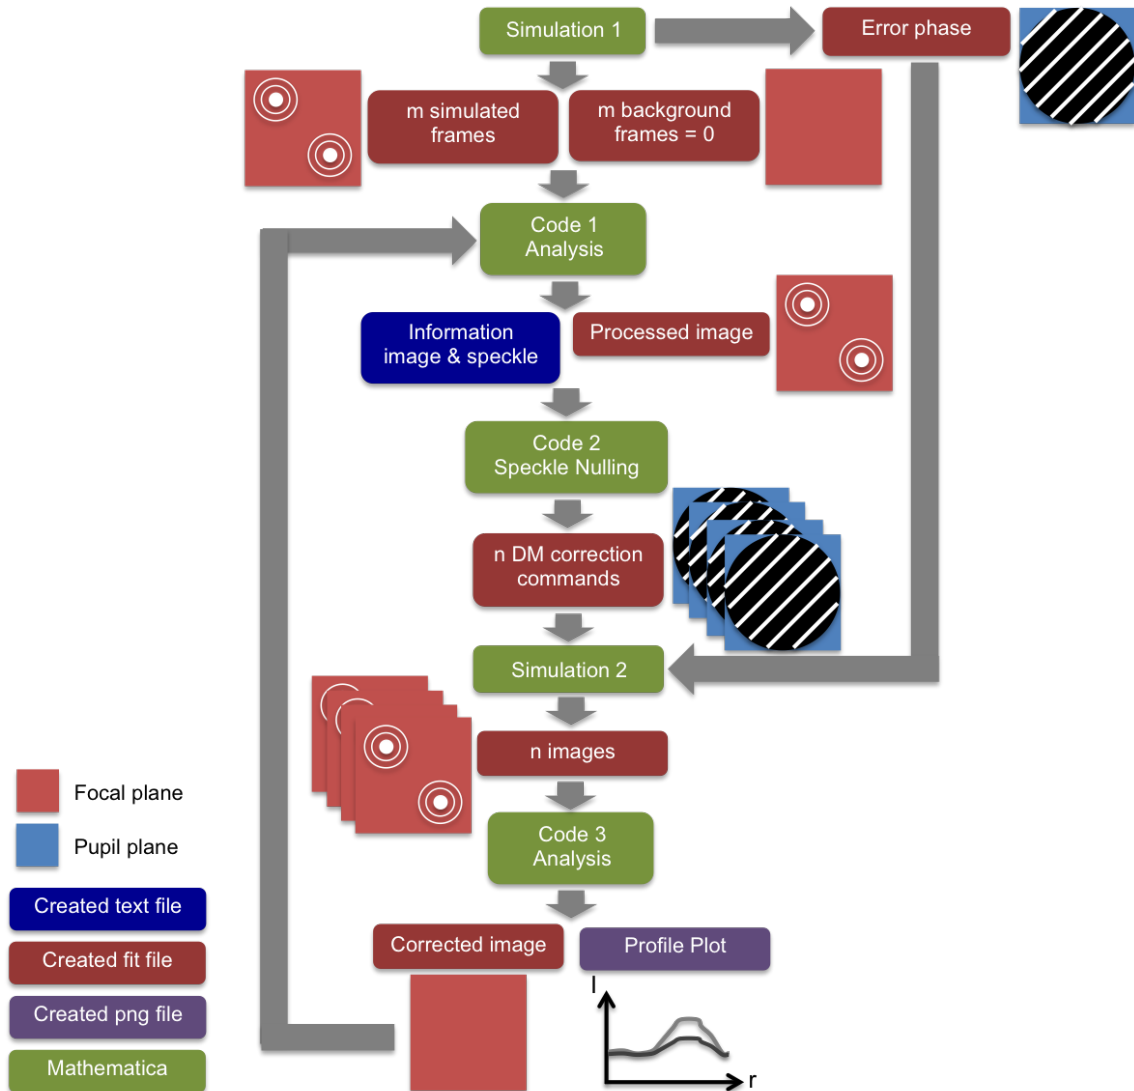 Simulation 1
Error phase
m simulated
frames
m background
frames = 0
Code 1
Analysis
Information
image & speckle
Processed image
Code 2
Speckle Nulling
n DM correction
commands
Simulation 2
n images
Focal plane
Pupil plane
Code 3
Analysis
Created text file
Corrected image
Profile Plot
Created fit file
I
Created png file
Mathematica
r